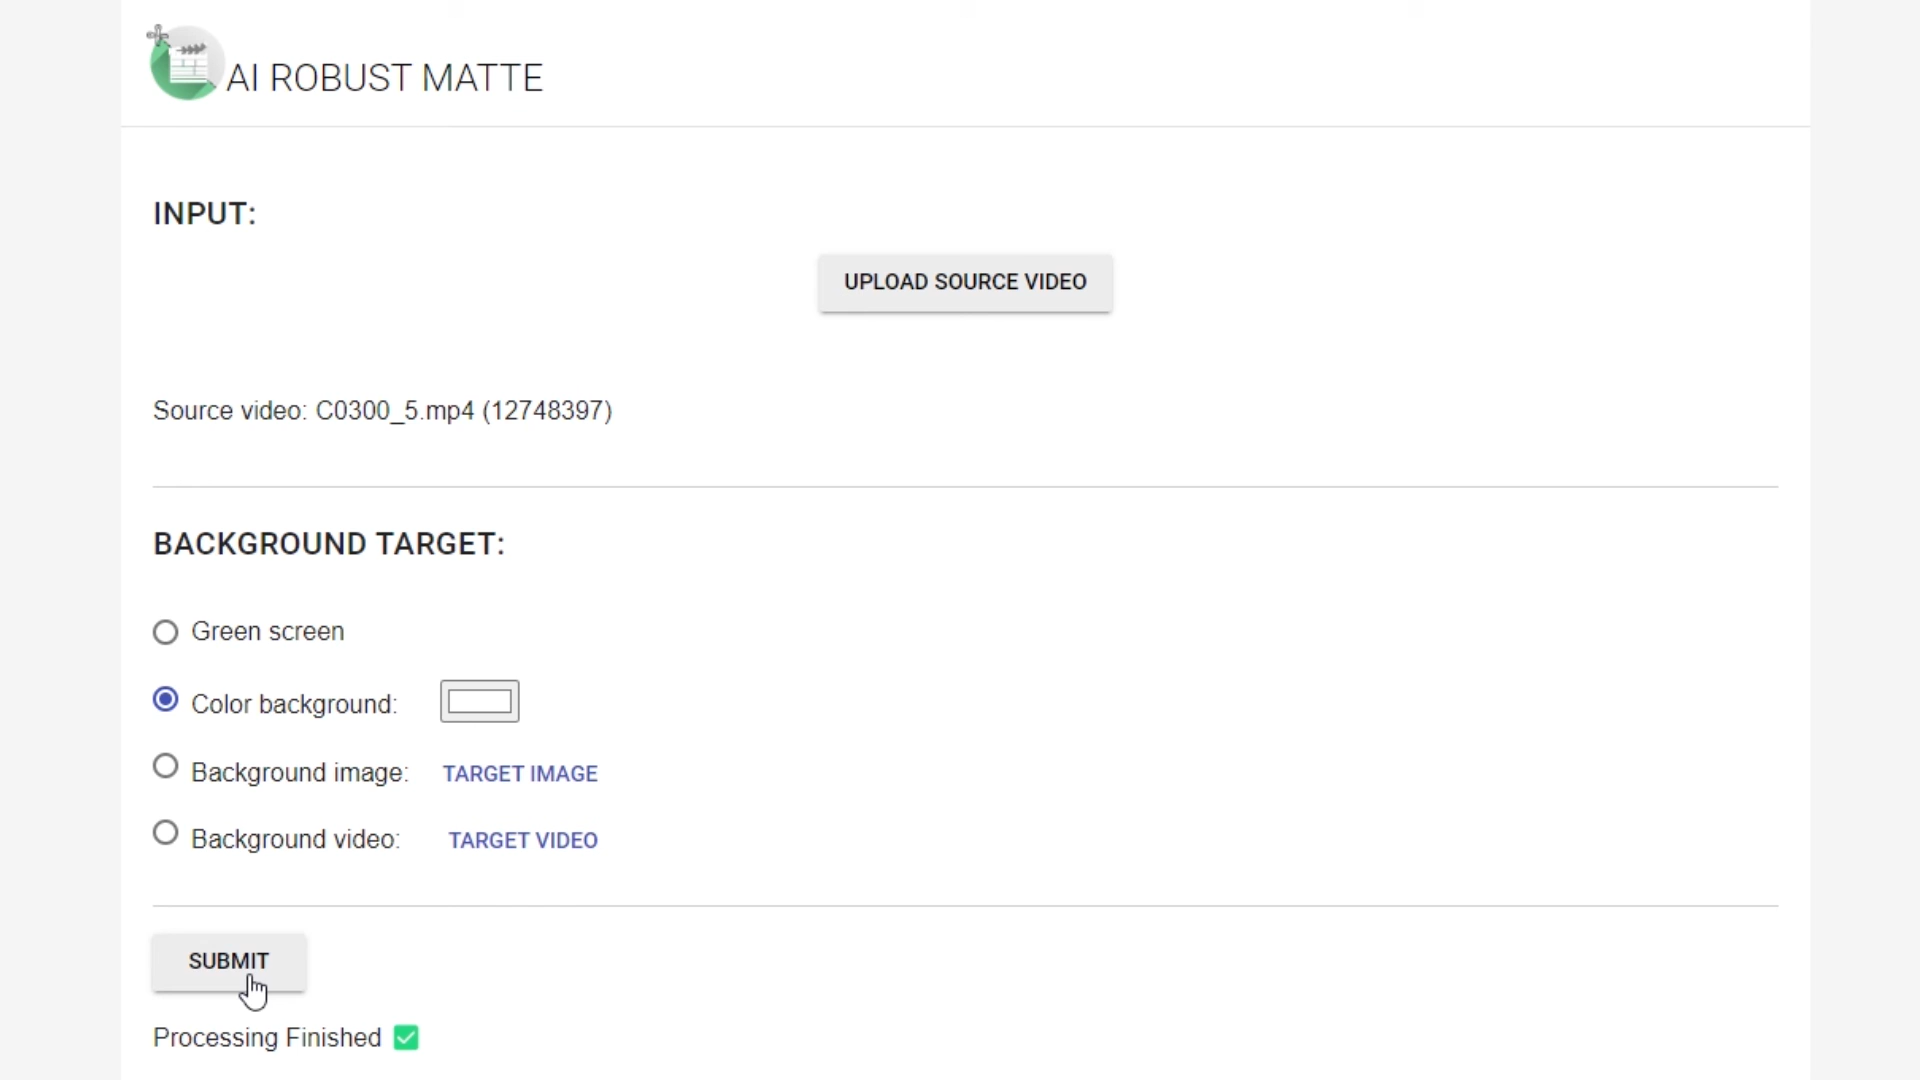 AI ROBUST MATTE
INPUT:
UPLOAD SOURCE VIDEO
Source video: C0300_5.mp4 (12748397)
BACKGROUND TARGET:
Green screen
Color background:
Background image: TARGET IMAGE
Background video: TARGET VIDEO
SUBMIT
Processing Finished